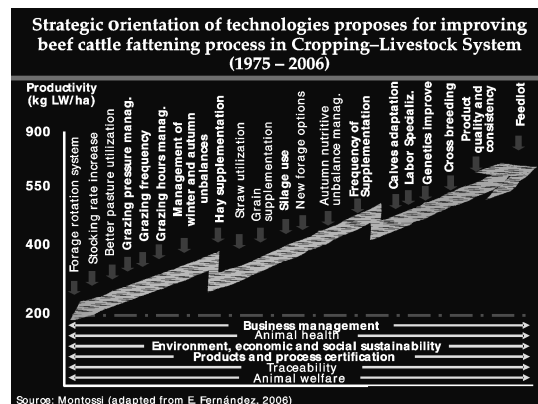 Strategic orientation of technologies proposes for improving
beef cattle fattening process in Cropping–Livestock System
(1975 – 2006)
Productivity
(kg LW/ha)
900
550
400
200
Forage rotation system
Stocking rate increase
Better pasture utilization
Grazing pressure manag.
Grazing frequency
Grazing hours manag.
Management of
winter and autumn
unbalances
Hay supplementation
Straw utilization
Grain
supplementation
Silage use
New forage options
Autumn nutritive
unbalance manag.
Frequency of
Supplementation
Calves adaptation
Labor Spedaliz.
Genetics improve
Cross breeding
Product
quality and
consistency
Feedlot
Business management
Animal health
Environment, economic and social sustainability
Products and process certification
Traceability
Animal welfare
Source: Montossi (adapted from E. Fernández, 2006)